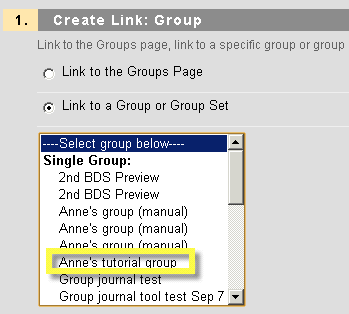 1. Create Link: Group
Link to the Groups page, link to a specific group or group
Link to the Groups Page
Link to a Group or Group Set
----Select group below----
Single Group:
2nd BDS Preview
2nd BDS Preview
Anne's group (manual)
Anne's group (manual)
Anne's group (manual)
Anne's tutorial group
Group journal test
Group journal tool test Sep 7